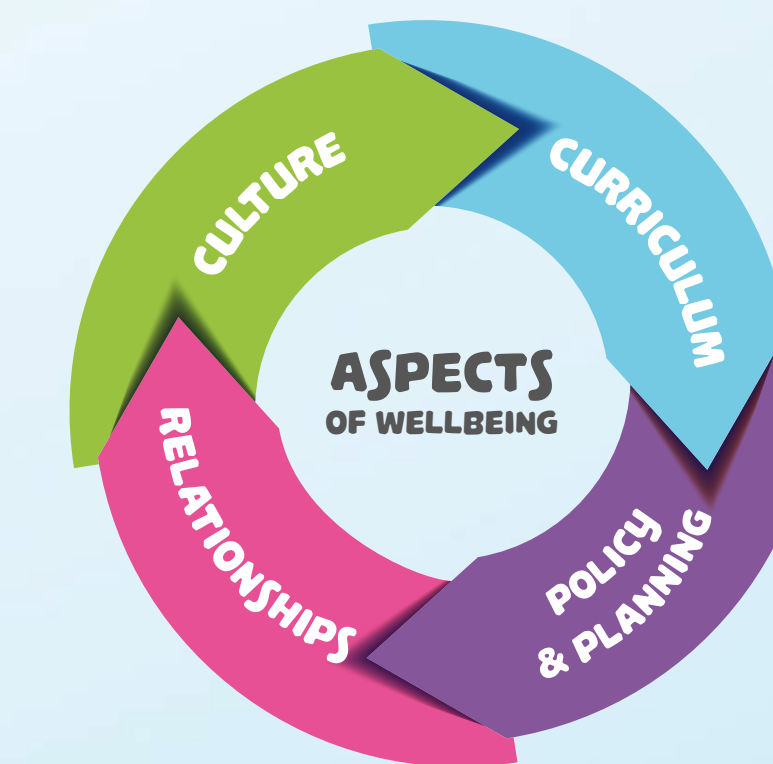 CULTURE
CURRICULUM
ASPECTS
OF WELLBEING
RELATIONSHIPS
POLICY
& PLANNING